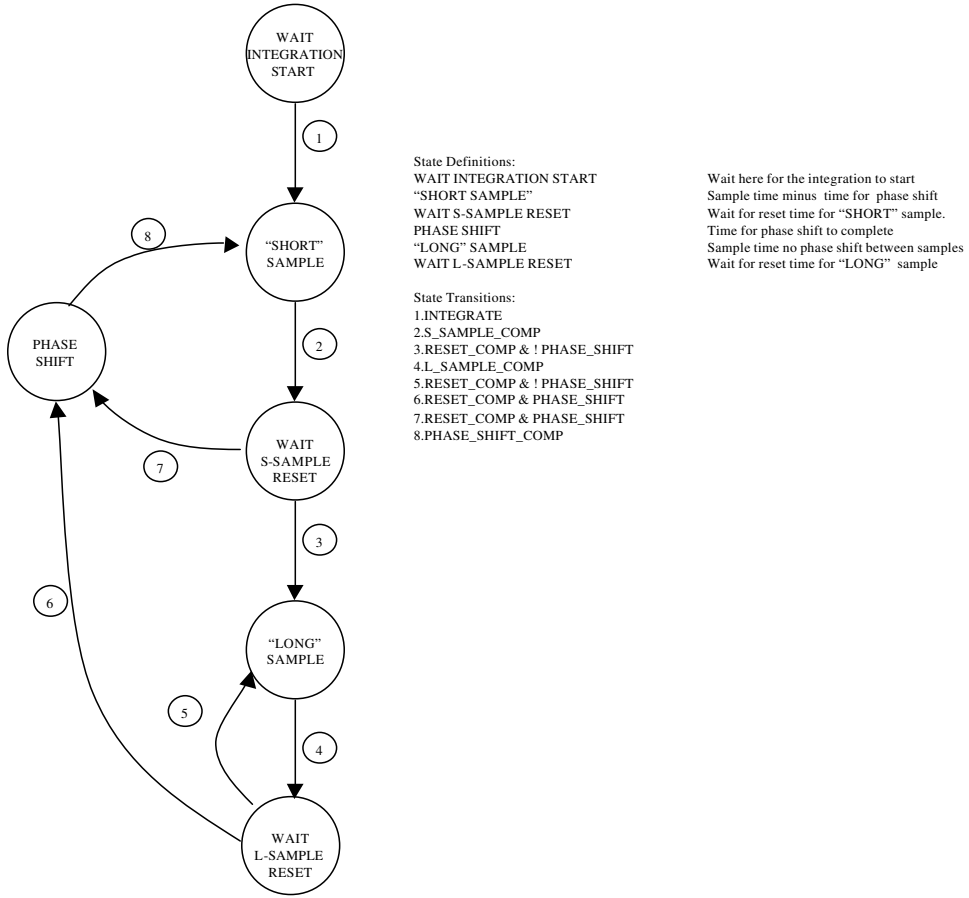 WAIT
INTEGRATION
START
1
“SHORT”
SAMPLE
8
PHASE
SHIFT
2
WAIT
S-SAMPLE
RESET
7
3
6
“LONG”
SAMPLE
5
4
WAIT
L-SAMPLE
RESET
State Definitions:
WAIT INTEGRATION START Wait here for the integration to start
“SHORT SAMPLE” Sample time minus time for phase shift
WAIT S-SAMPLE RESET Wait for reset time for “SHORT” sample.
PHASE SHIFT Time for phase shift to complete
“LONG” SAMPLE Sample time no phase shift between samples
WAIT L-SAMPLE RESET Wait for reset time for “LONG” sample
State Transitions:
1.INTEGRATE
2.S_SAMPLE_COMP
3.RESET_COMP & ! PHASE_SHIFT
4.L_SAMPLE_COMP
5.RESET_COMP & ! PHASE_SHIFT
6.RESET_COMP & PHASE_SHIFT
7.RESET_COMP & PHASE_SHIFT
8.PHASE_SHIFT_COMP